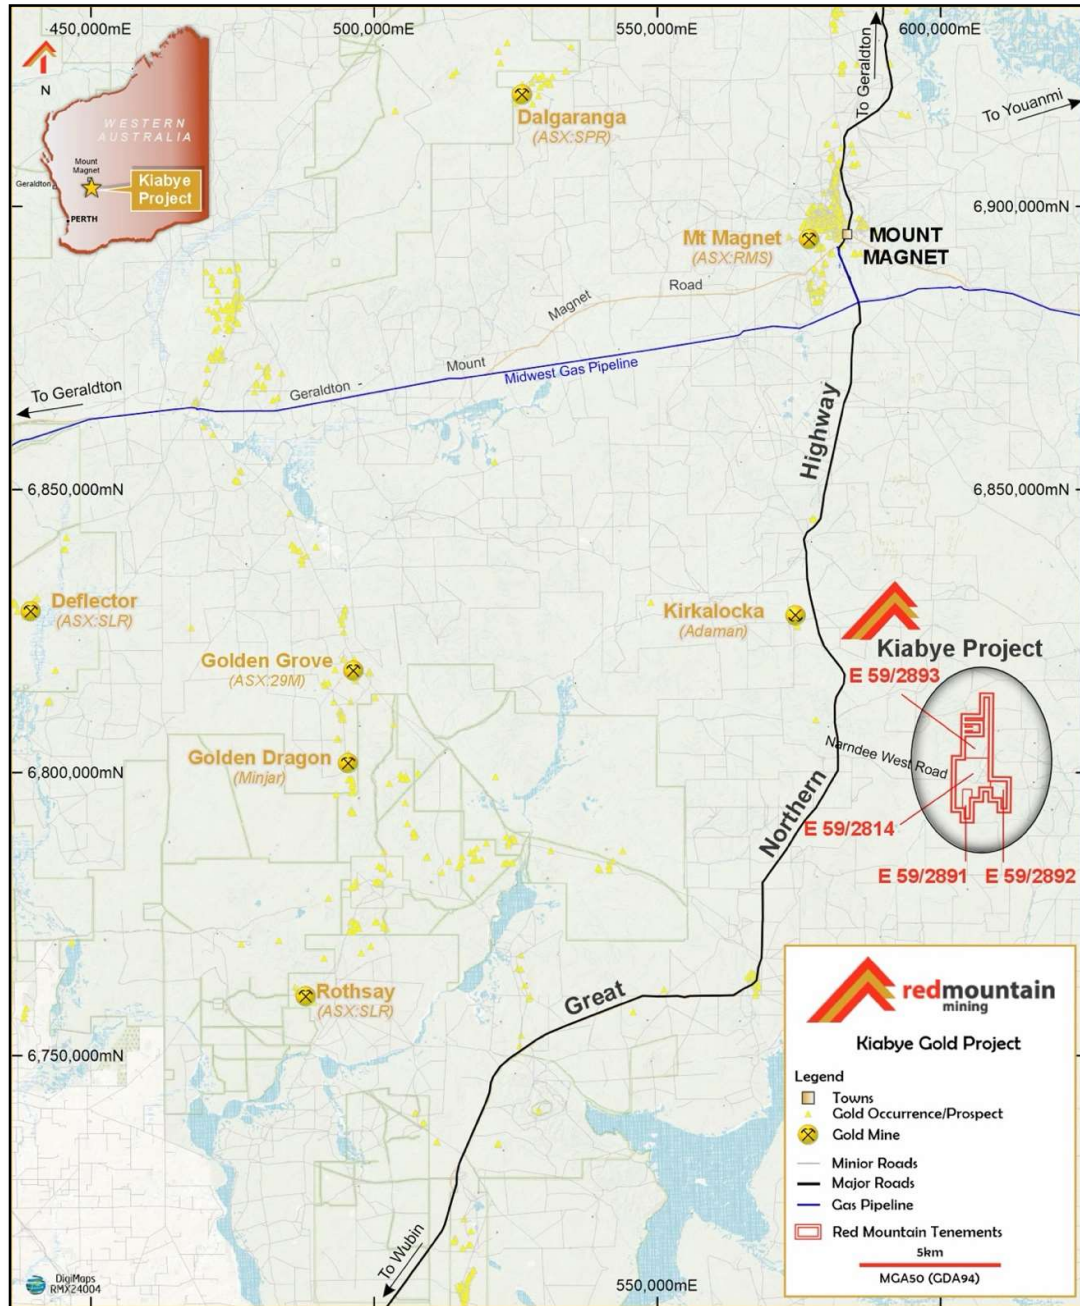 450,000mE
500,000mE
550,000mE
600,000mE
N
WESTERN
AUSTRALIA
Mount
Magnet
Geraldton
Kiabye
Project
PERTH
To Geraldton
To Youanmi
Dalgaranga
(ASX:SPR)
6,900,000mN
Mt Magnet
(ASX:RMS)
MOUNT
MAGNET
Geraldton - Mount Magnet Road
Midwest Gas Pipeline
To Geraldton
Highway
6,850,000mN
6,850,000mN
Deflector
(ASX:SLR)
Kirkalocka
(Adaman)
Kiabye Project
Golden Grove
(ASX:29M)
E 59/2893
Golden Dragon
(Minjar)
Narndee West Road
6,800,000mN
Northern
E 59/2814
E 59/2891
E 59/2892
Rothsay
(ASX:SLR)
Great
6,750,000mN
To Wubin
550,000mE
DigiMaps
RMX24004
redmountain
mining
Kiabye Gold Project
Legend
Towns
Gold Occurrence/Prospect
Gold Mine
Minior Roads
Major Roads
Gas Pipeline
Red Mountain Tenements
5km
MGA50 (GDA94)